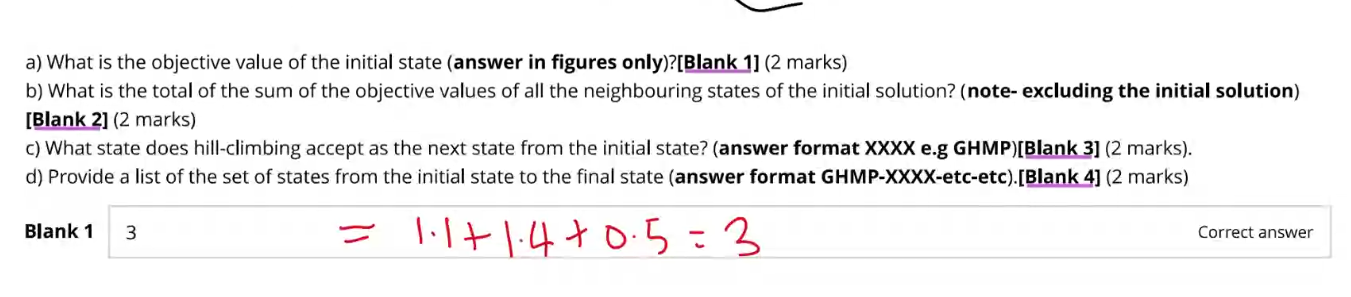 a) What is the objective value of the initial state (answer in figures only)?[Blank 1] (2 marks)
b) What is the total of the sum of the objective values of all the neighbouring states of the initial solution? (note- excluding the initial solution)
[Blank 2] (2 marks)
c) What state does hill-climbing accept as the next state from the initial state? (answer format XXXX e.g GHMP)[Blank 3] (2 marks).
d) Provide a list of the set of states from the initial state to the final state (answer format GHMP-XXXX-etc-etc).[Blank 4] (2 marks)
Blank 1 3 = 1.1+1.4+0.5=3 Correct answer